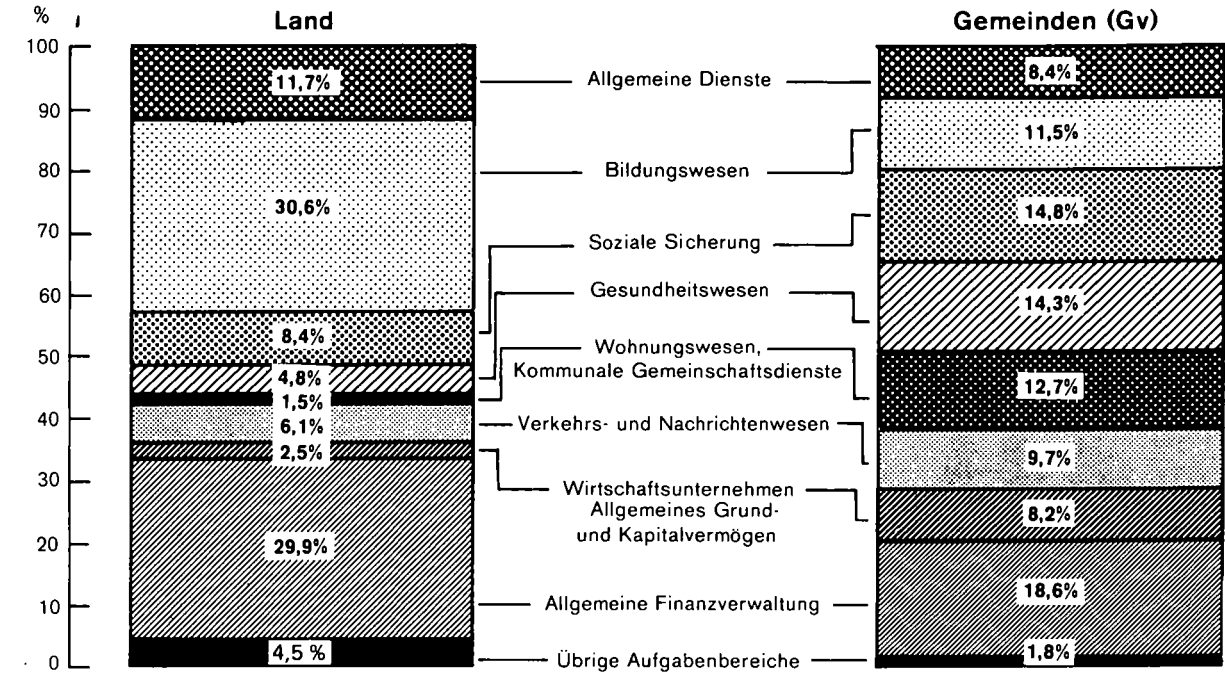 %
Land
Gemeinden (Gv)
100
90
80
70
60
50
40
30
20
10
0
11,7%
30,6%
8,4%
4,8%
1,5%
6,1%
2,5%
29,9%
4,5 %
Allgemeine Dienste
Bildungswesen
Soziale Sicherung
Gesundheitswesen
Wohnungswesen,
Kommunale Gemeinschaftsdienste
Verkehrs- und Nachrichtenwesen
Wirtschaftsunternehmen
Allgemeines Grund-
und Kapitalvermögen
Allgemeine Finanzverwaltung
Übrige Aufgabenbereiche
8,4%
11,5%
14,8%
14,3%
12,7%
9,7%
8,2%
18,6%
1,8%